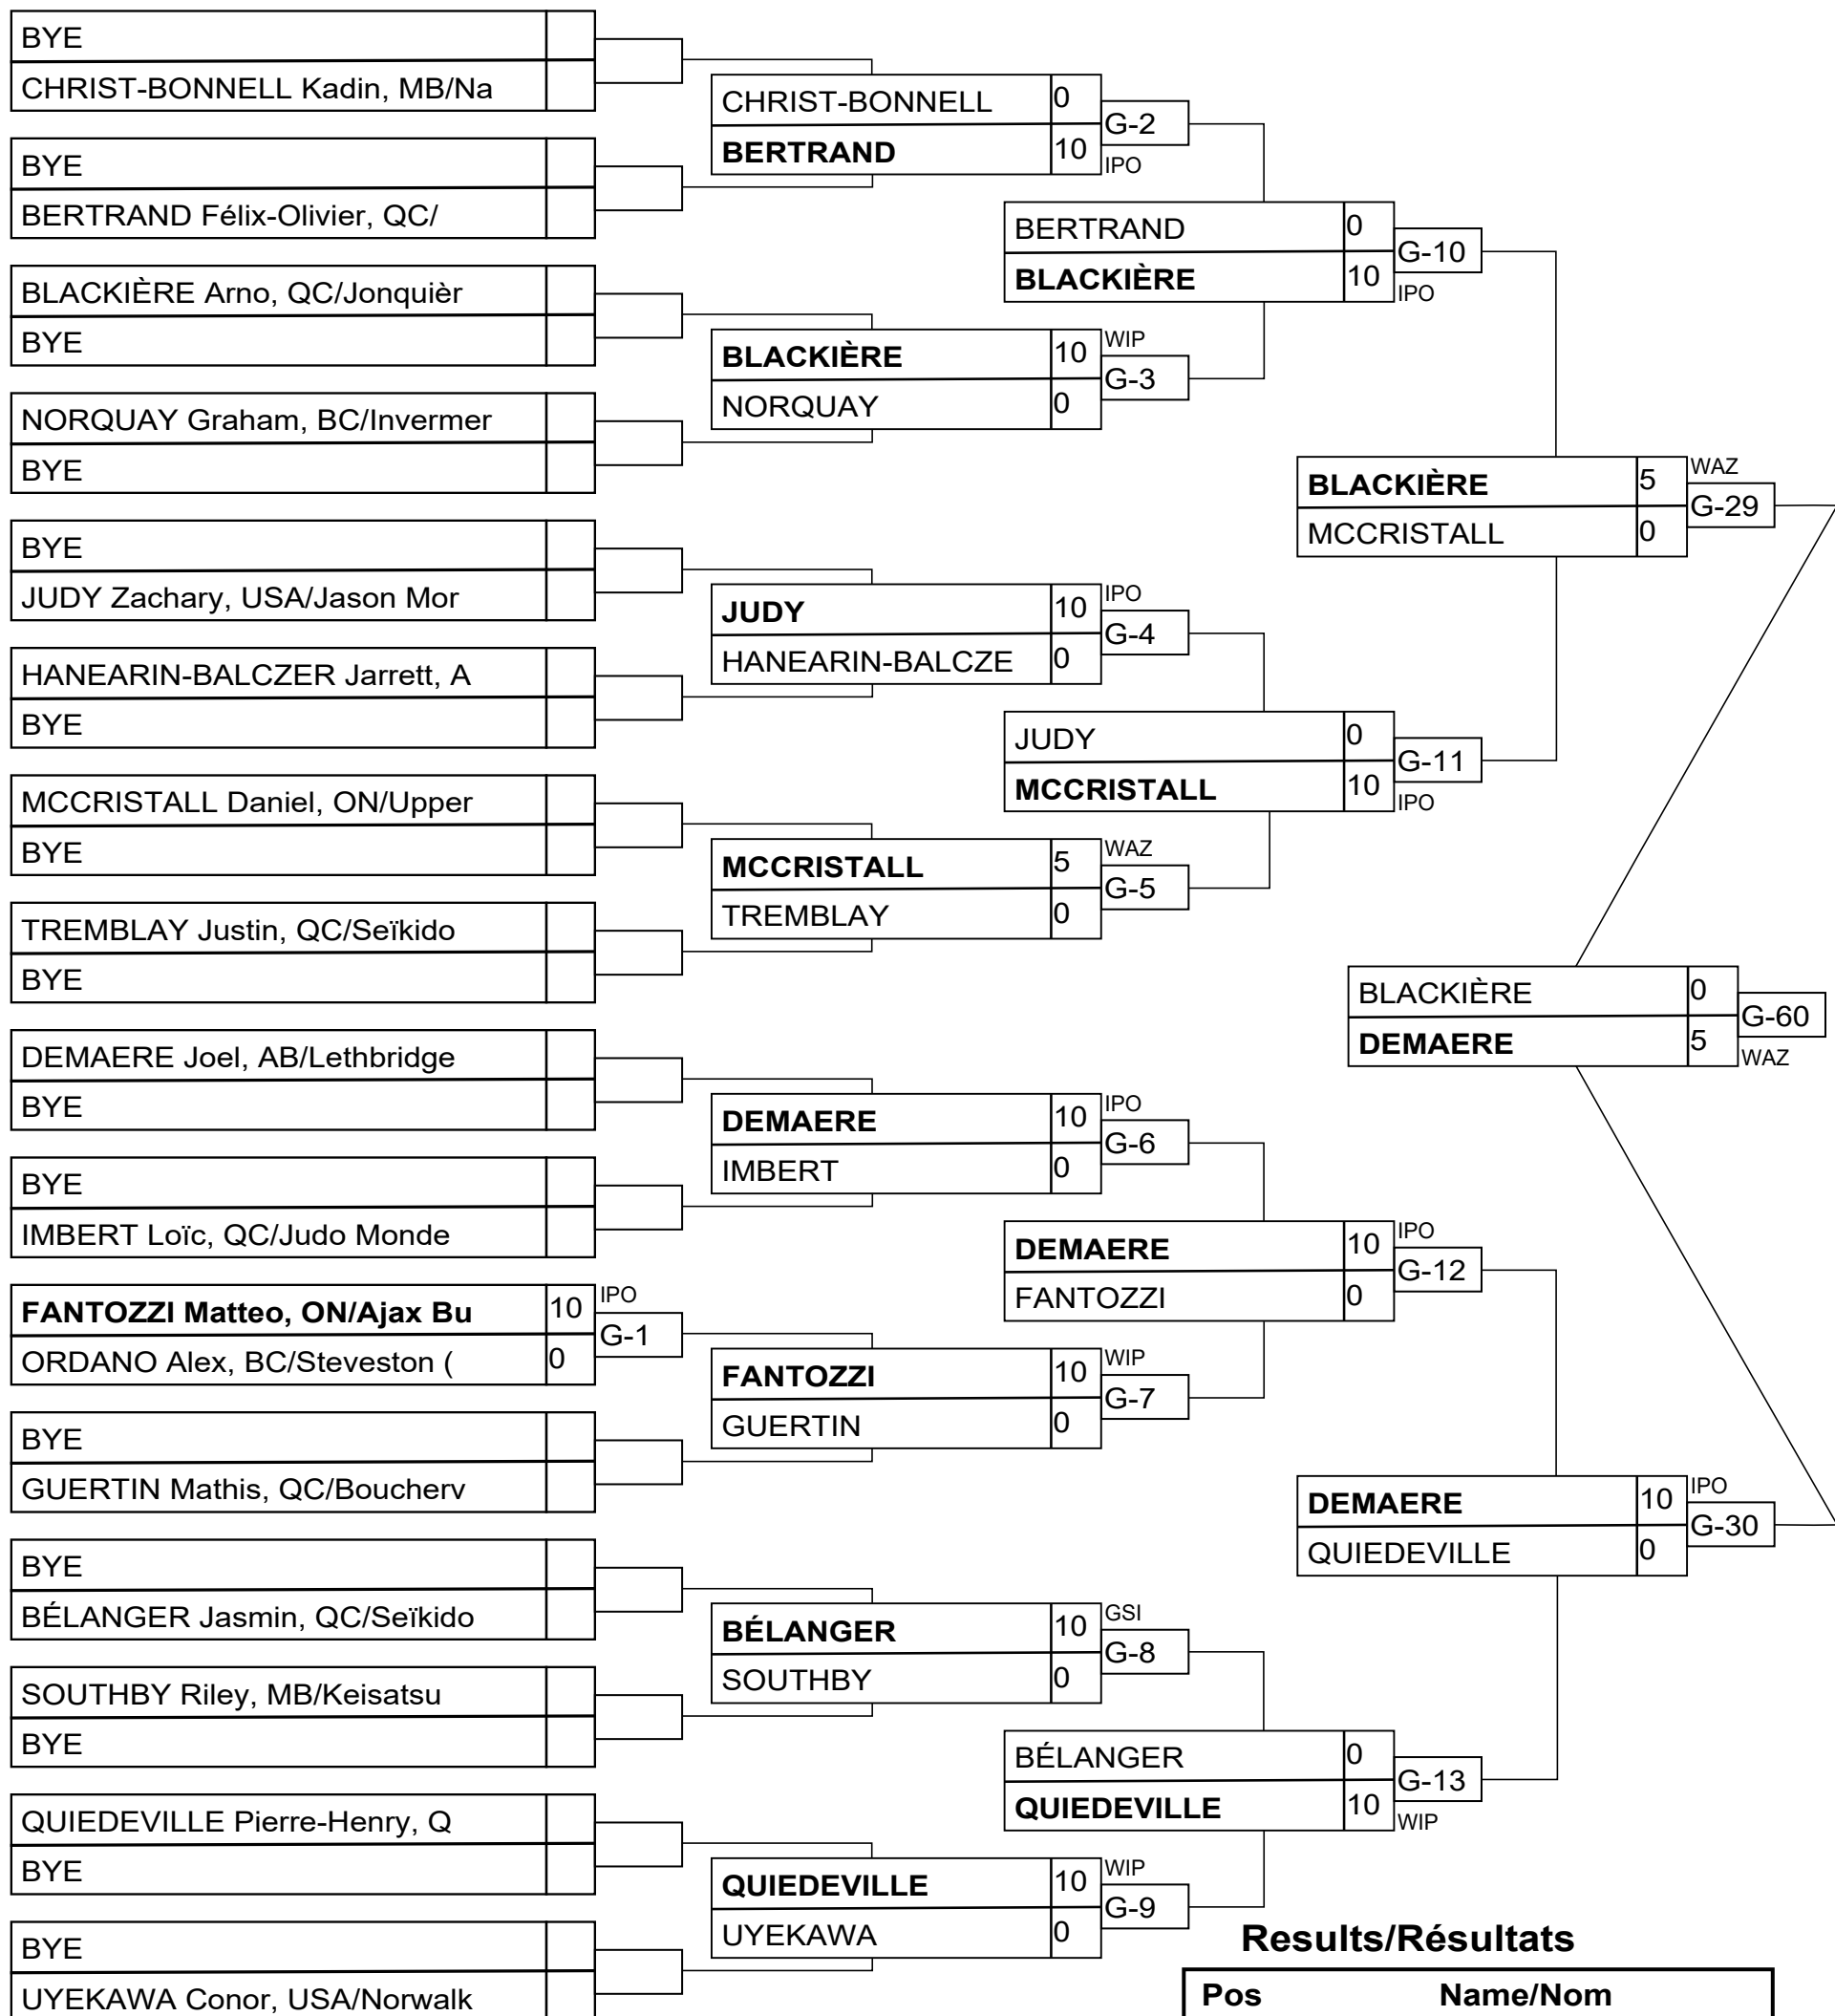 BYE
CHRIST-BONNELL Kadin, MB/Na
BYE
BERTRAND Félix-Olivier, QC/
BLACKIÈRE Arno, QC/Jonquièr
BYE
NORQUAY Graham, BC/Invermer
BYE
BYE
JUDY Zachary, USA/Jason Mor
HANEARIN-BALCZER Jarrett, A
BYE
MCCRISTALL Daniel, ON/Upper
BYE
TREMBLAY Justin, QC/Seïkido
BYE
DEMAERE Joel, AB/Lethbridge
BYE
BYE
IMBERT Loïc, QC/Judo Monde
FANTOZZI Matteo, ON/Ajax Bu 10 IPO
G-1
ORDANO Alex, BC/Steveston ( 0
BYE
GUERTIN Mathis, QC/Boucherv
BYE
BÉLANGER Jasmin, QC/Seïkido
SOUTHBY Riley, MB/Keisatsu
BYE
QUIEDEVILLE Pierre-Henry, Q
BYE
BYE
UYEKAWA Conor, USA/Norwalk
CHRIST-BONNELL 0
G-2
BERTRAND 10 IPO
BLACKIÈRE 10 WIP
G-3
NORQUAY 0
JUDY 10 IPO
G-4
HANEARIN-BALCZE 0
MCCRISTALL 5 WAZ
G-5
TREMBLAY 0
DEMAERE 10 IPO
G-6
IMBERT 0
FANTOZZI 10 WIP
G-7
GUERTIN 0
BÉLANGER 10 GSI
G-8
SOUTHBY 0
QUIEDEVILLE 10 WIP
G-9
UYEKAWA 0
BERTRAND 0
G-10
BLACKIÈRE 10 IPO
JUDY 0
G-11
MCCRISTALL 10 IPO
DEMAERE 10 IPO
G-12
FANTOZZI 0
BÉLANGER 0
G-13
QUIEDEVILLE 10 WIP
BLACKIÈRE 5 WAZ
G-29
MCCRISTALL 0
DEMAERE 10 IPO
G-30
QUIEDEVILLE 0
BLACKIÈRE 0
G-60
DEMAERE 5 WAZ
Results/Résultats
Pos Name/Nom